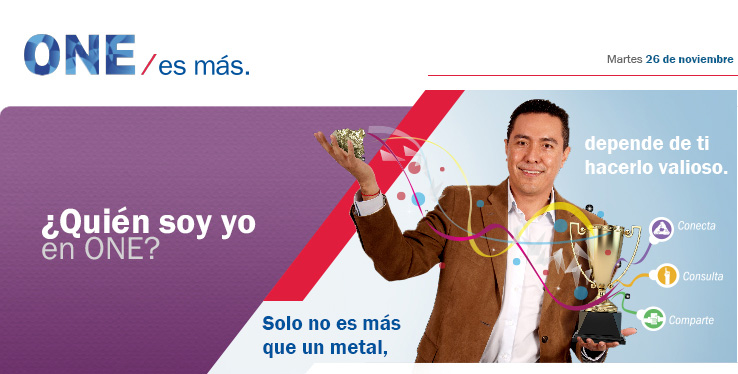 ONE/es más.
Martes 26 de noviembre
¿Quién soy yo
en ONE?
Solo no es más
que un metal,
depende de ti
hacerlo valioso.
Conecta
Consulta
Comparte